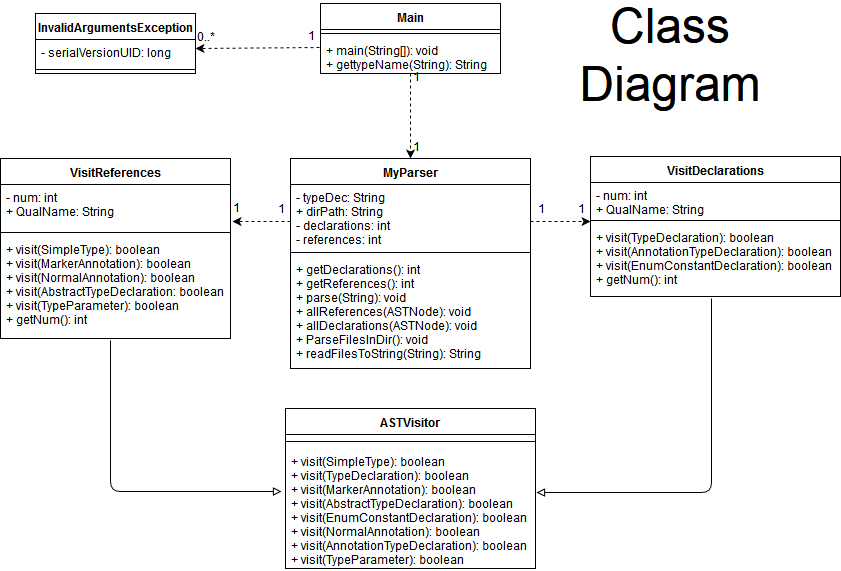 Class
Diagram
InvalidArgumentsException
- serialVersionUID: long
0..*
1
Main
+ main(String[]): void
+ gettypeName(String): String
1
1
VisitReferences
- num: int
+ QualName: String
+ visit(SimpleType): boolean
+ visit(MarkerAnnotation): boolean
+ visit(NormalAnnotation): boolean
+ visit(AbstractTypeDeclaration: boolean
+ visit(TypeParameter): boolean
+ getNum(): int
1
1
MyParser
- typeDec: String
+ dirPath: String
- declarations: int
- references: int
+ getDeclarations(): int
+ getReferences(): int
+ parse(String): void
+ allReferences(ASTNode): void
+ allDeclarations(ASTNode): void
+ ParseFilesInDir(): void
+ readFilesToString(String): String
1
1
VisitDeclarations
- num: int
+ QualName: String
+ visit(TypeDeclaration): boolean
+ visit(AnnotationTypeDeclaration): boolean
+ visit(EnumConstantDeclaration): boolean
+ getNum(): int
ASTVisitor
+ visit(SimpleType): boolean
+ visit(TypeDeclaration): boolean
+ visit(MarkerAnnotation): boolean
+ visit(AbstractTypeDeclaration): boolean
+ visit(EnumConstantDeclaration): boolean
+ visit(NormalAnnotation): boolean
+ visit(AnnotationTypeDeclaration): boolean
+ visit(TypeParameter): boolean